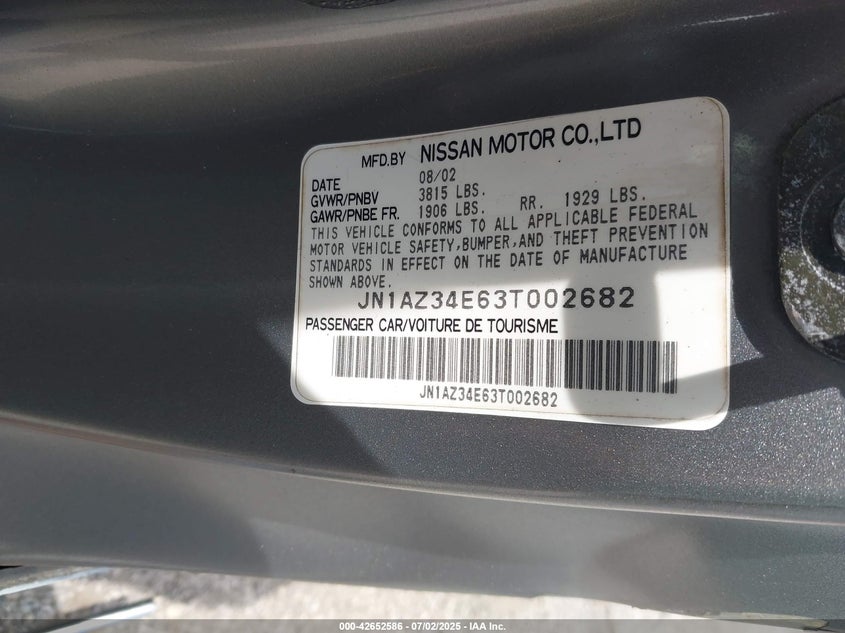 MFD.BY NISSAN MOTOR CO.,LTD
DATE 08/02
GVWR/PNBV 3815 LBS.
GAWR/PNBE FR. 1906 LBS. RR. 1929 LBS.
THIS VEHICLE CONFORMS TO ALL APPLICABLE FEDERAL
MOTOR VEHICLE SAFETY,BUMPER,AND THEFT PREVENTION
STANDARDS IN EFFECT ON THE DATE OF MANUFACTURE
SHOWN ABOVE.
JN1AZ34E63T002682
PASSENGER CAR/VOITURE DE TOURISME
JN1AZ34E63T002682
000-42652586 - 07/02/2025 - IAA Inc.